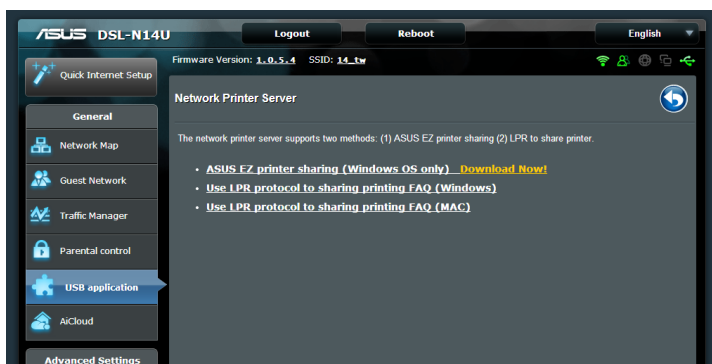 ASUS DSL-N14U Logout Reboot English
Firmware Version: 1.0.5.4 SSID: 14_tw
Quick Internet Setup
General
Network Map
Guest Network
Traffic Manager
Parental control
USB application
AiCloud
Advanced Settings
Network Printer Server
The network printer server supports two methods: (1) ASUS EZ printer sharing (2) LPR to share printer.
• ASUS EZ printer sharing (Windows OS only) Download Now!
• Use LPR protocol to sharing printing FAQ (Windows)
• Use LPR protocol to sharing printing FAQ (MAC)